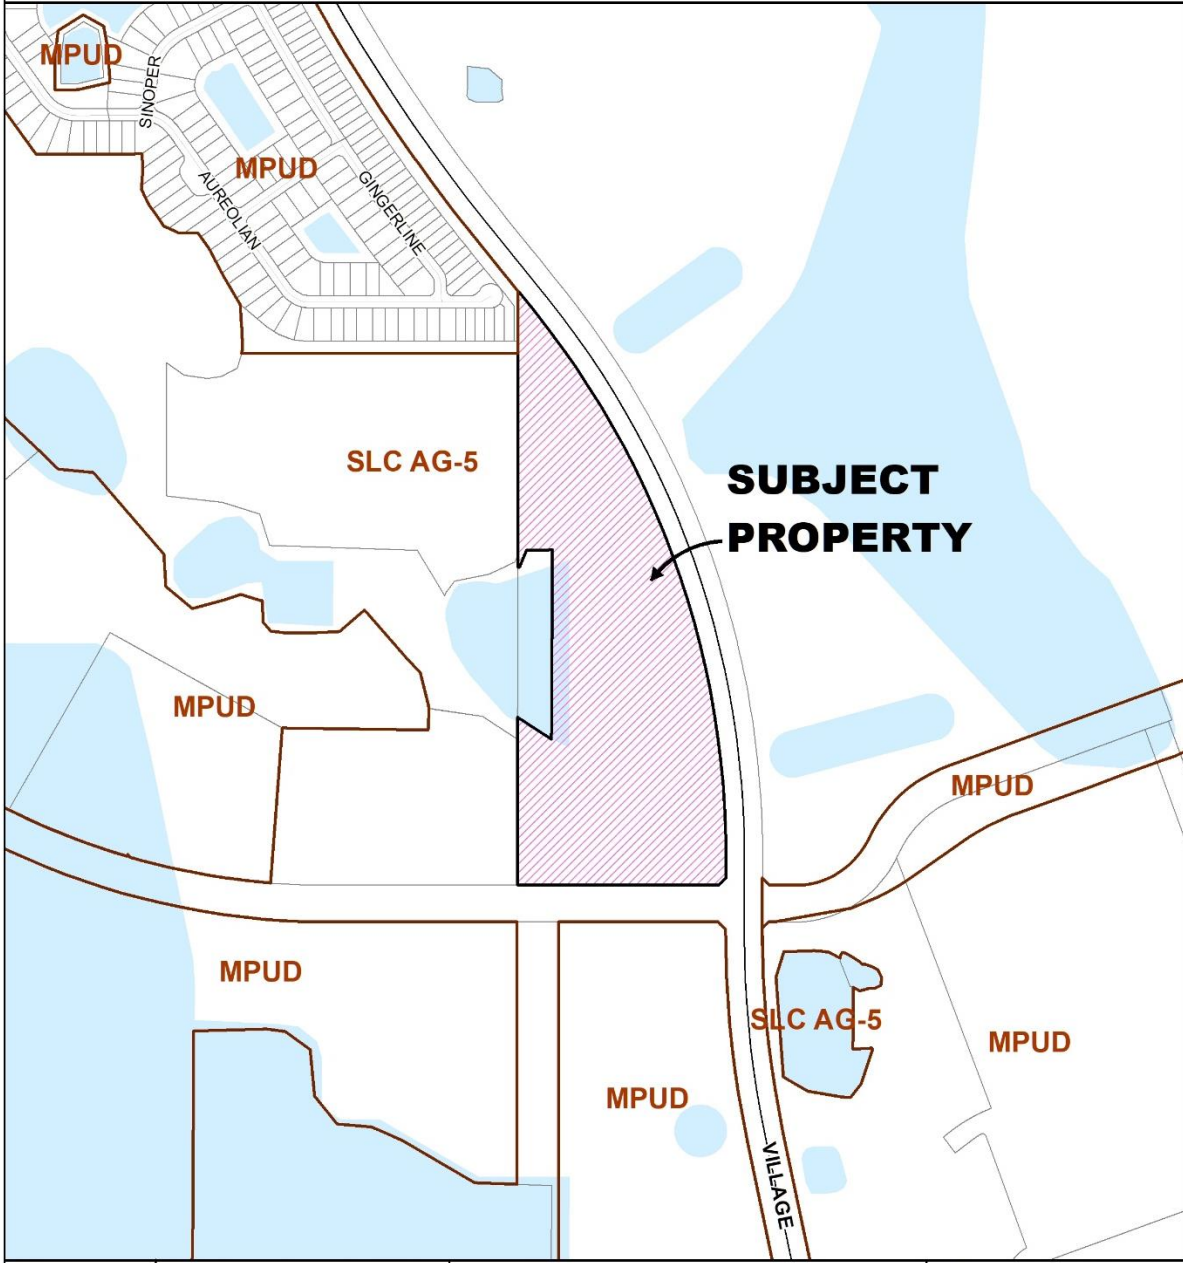 MPUD
SINOPER
MPUD
AUREOLIAN
GINGERLINE
SLC AG-5
SUBJECT
PROPERTY
MPUD
MPUD
MPUD
SLC AG-5
MPUD
MPUD
VILLAGE